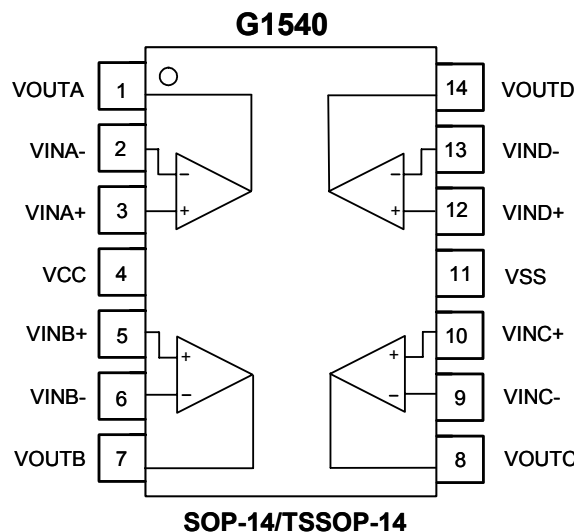 G1540
VOUTA 1 14 VOUTD
VINA- 2 13 VIND-
VINA+ 3 12 VIND+
VCC 4 11 VSS
VINB+ 5 10 VINC+
VINB- 6 9 VINC-
VOUTB 7 8 VOUTC
- -
+ +
+ +
- -
SOP-14/TSSOP-14